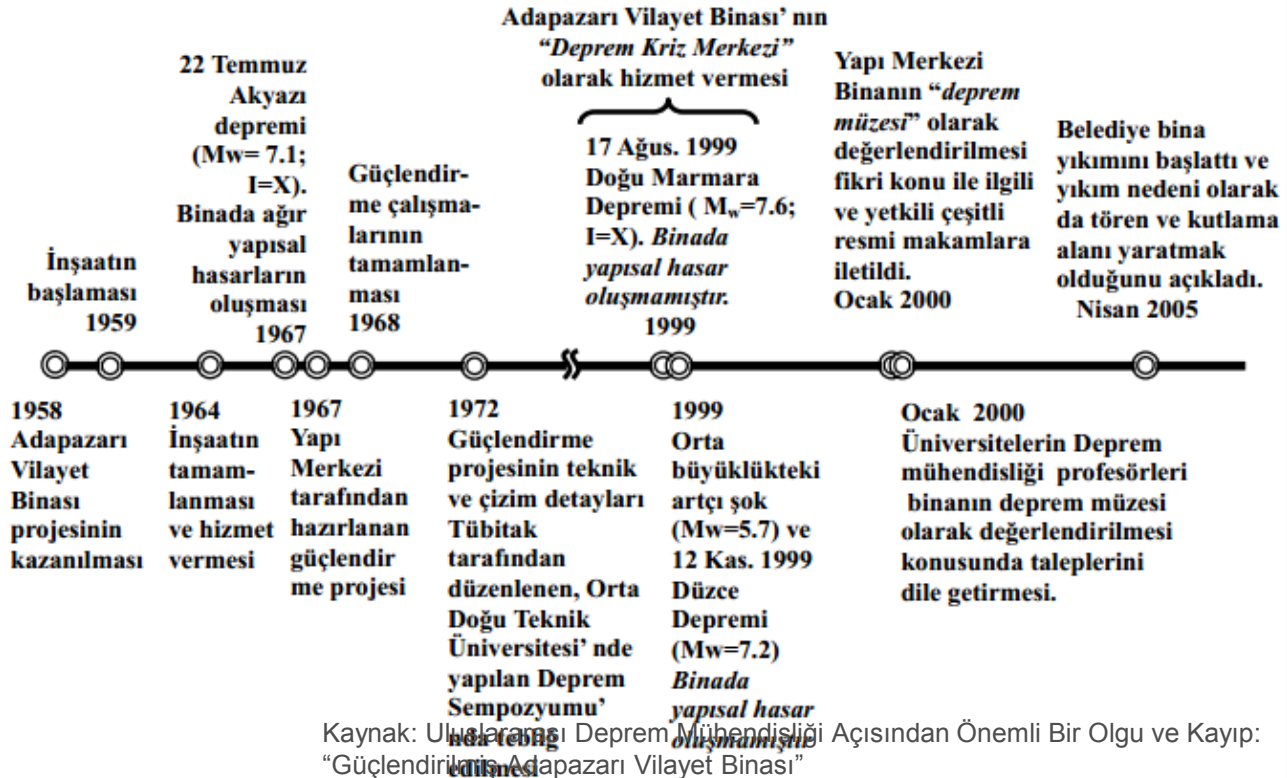 Adapazarı Vilayet Binası’ nın
“Deprem Kriz Merkezi”
olarak hizmet vermesi
İnşaatın
başlaması
1959
22 Temmuz
Akyazı
depremi
(Mw= 7.1;
I=X).
Binada ağır
yapısal
hasarların
oluşması
1967
Güçlendir-
me çalışma-
larının
tamamlan-
ması
1968
17 Ağus. 1999
Doğu Marmara
Depremi ( Mw=7.6;
I=X). Binada
yapısal hasar
oluşmamıştır.
1999
Yapı Merkezi
Binanın “deprem
müzesi” olarak
değerlendirilmesi
fikri konu ile ilgili
ve yetkili çeşitli
resmi makamlara
iletildi.
Ocak 2000
Belediye bina
yıkımını başlattı ve
yıkım nedeni olarak
da tören ve kutlama
alanı yaratmak
olduğunu açıkladı.
Nisan 2005
1958
Adapazarı
Vilayet
Binası
projesinin
kazanılması
1964
İnşaatın
tamam-
lanması
ve hizmet
vermesi
1967
Yapı
Merkezi
tarafından
hazırlanan
güçlendir
me projesi
1972
Güçlendirme
projesinin teknik
ve çizim detayları
Tübitak
tarafından
düzenlenen, Orta
Doğu Teknik
Üniversitesi’ nde
yapılan Deprem
Sempozyumu’
nda tebliğ
edilmesi
1999
Orta
büyüklükteki
artçı şok
(Mw=5.7) ve
12 Kas. 1999
Düzce
Depremi
(Mw=7.2)
Binada
yapısal hasar
oluşmamıştır
Ocak 2000
Üniversitelerin Deprem
mühendisliği profesörleri
binanın deprem müzesi
olarak değerlendirilmesi
konusunda taleplerini
dile getirmesi.
Kaynak: Uluslararası Deprem Mühendisliği Açısından Önemli Bir Olgu ve Kayıp:
“Güçlendirilmiş Adapazarı Vilayet Binası”